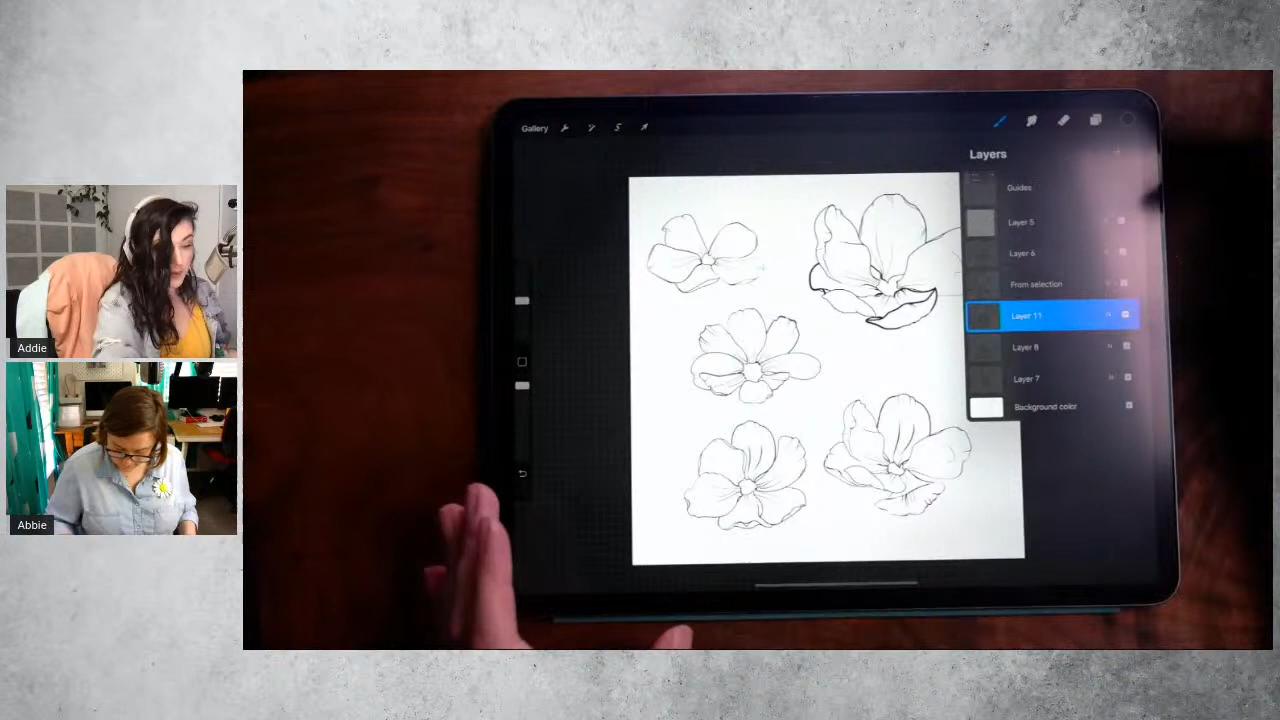 Gallery
Layers
Guides
Layer 5
Layer 6
From selection
Layer 11
Layer 8
Layer 7
Background color
Addie
Abbie